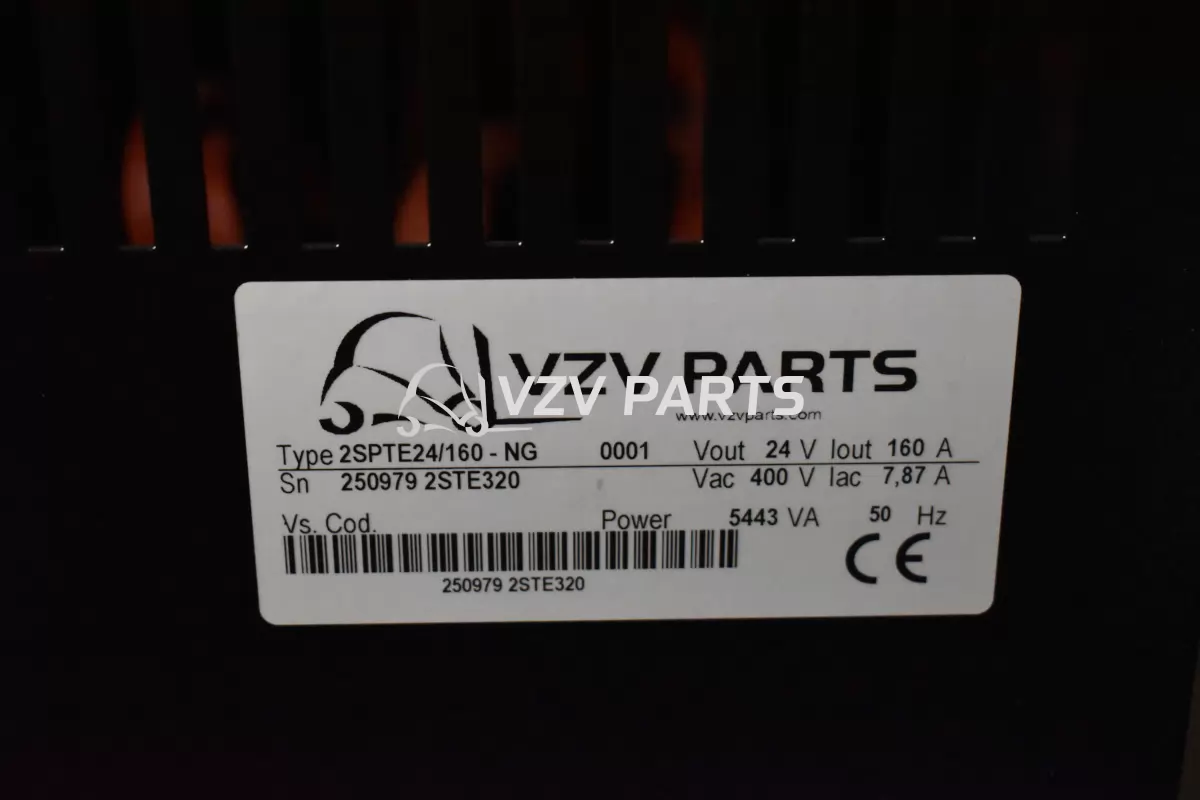 VZV PARTS
VZV PARTS
www.vzvparts.com
Type 2SPTE24/160 - NG 0001 Vout 24 V Iout 160 A
Sn 250979 2STE320 Vac 400 V Iac 7,87 A
Vs. Cod. Power 5443 VA 50 Hz
250979 2STE320
CE